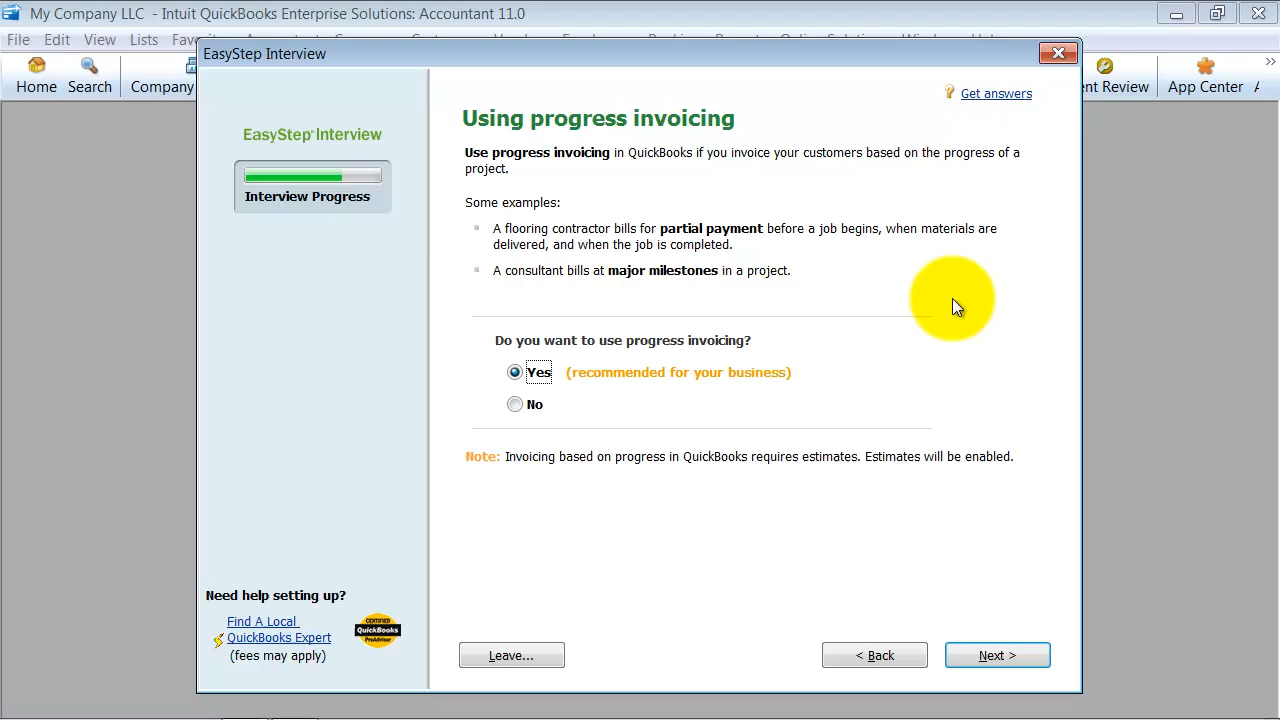 My Company LLC - Intuit QuickBooks Enterprise Solutions: Accountant 11.0
File Edit View Lists
EasyStep Interview
Home Search Company
nt Review App Center
Get answers
EasyStep Interview
Interview Progress
Using progress invoicing
Use progress invoicing in QuickBooks if you invoice your customers based on the progress of a
project.
Some examples:
A flooring contractor bills for partial payment before a job begins, when materials are
delivered, and when the job is completed.
A consultant bills at major milestones in a project.
Do you want to use progress invoicing?
Yes (recommended for your business)
No
Note: Invoicing based on progress in QuickBooks requires estimates. Estimates will be enabled.
Need help setting up?
Find A Local
QuickBooks Expert
(fees may apply)
CERTIFIED
QuickBooks
ProAdvisor
Leave...
< Back
Next >